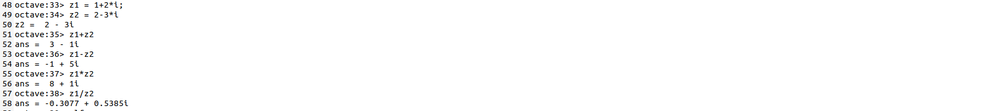 48 octave:33> z1 = 1+2*i;
49 octave:34> z2 = 2-3*i
50 z2 =  2 - 3i
51 octave:35> z1+z2
52 ans =  3 - 1i
53 octave:36> z1-z2
54 ans = -1 + 5i
55 octave:37> z1*z2
56 ans =  8 + 1i
57 octave:38> z1/z2
58 ans = -0.3077 + 0.5385i